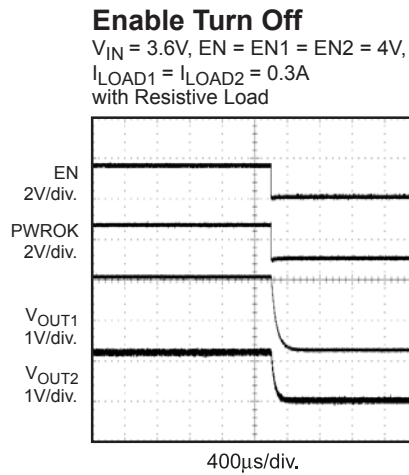 Enable Turn Off
V_IN = 3.6V, EN = EN1 = EN2 = 4V,
I_LOAD1 = I_LOAD2 = 0.3A
with Resistive Load
EN
2V/div.
PWROK
2V/div.
V_OUT1
1V/div.
V_OUT2
1V/div.
400µs/div.